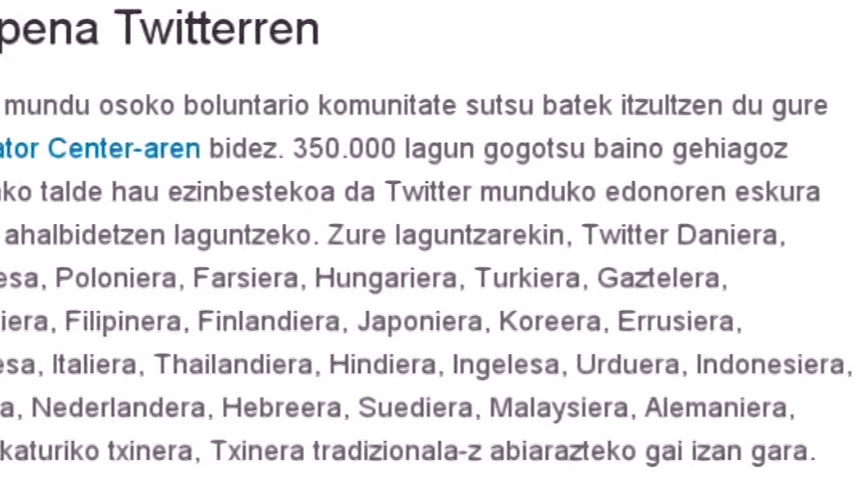 pena Twitterren
mundu osoko boluntario komunitate sutsu batek itzultzen du gure
ator Center-aren bidez. 350.000 lagun gogotsu baino gehiagoz
ko talde hau ezinbestekoa da Twitter munduko edonoren eskura
ahalbidetzen laguntzeko. Zure laguntzarekin, Twitter Daniera,
esa, Poloniera, Farsiera, Hungariera, Turkiera, Gaztelera,
iera, Filipinera, Finlandiera, Japoniera, Koreera, Errusiera,
esa, Italiera, Thailandiera, Hindiera, Ingelesa, Urduera, Indonesiera,
a, Nederlandera, Hebreera, Suediera, Malaysiera, Alemaniera,
katuriko txinera, Txinera tradizionala-z abiarazteko gai izan gara.